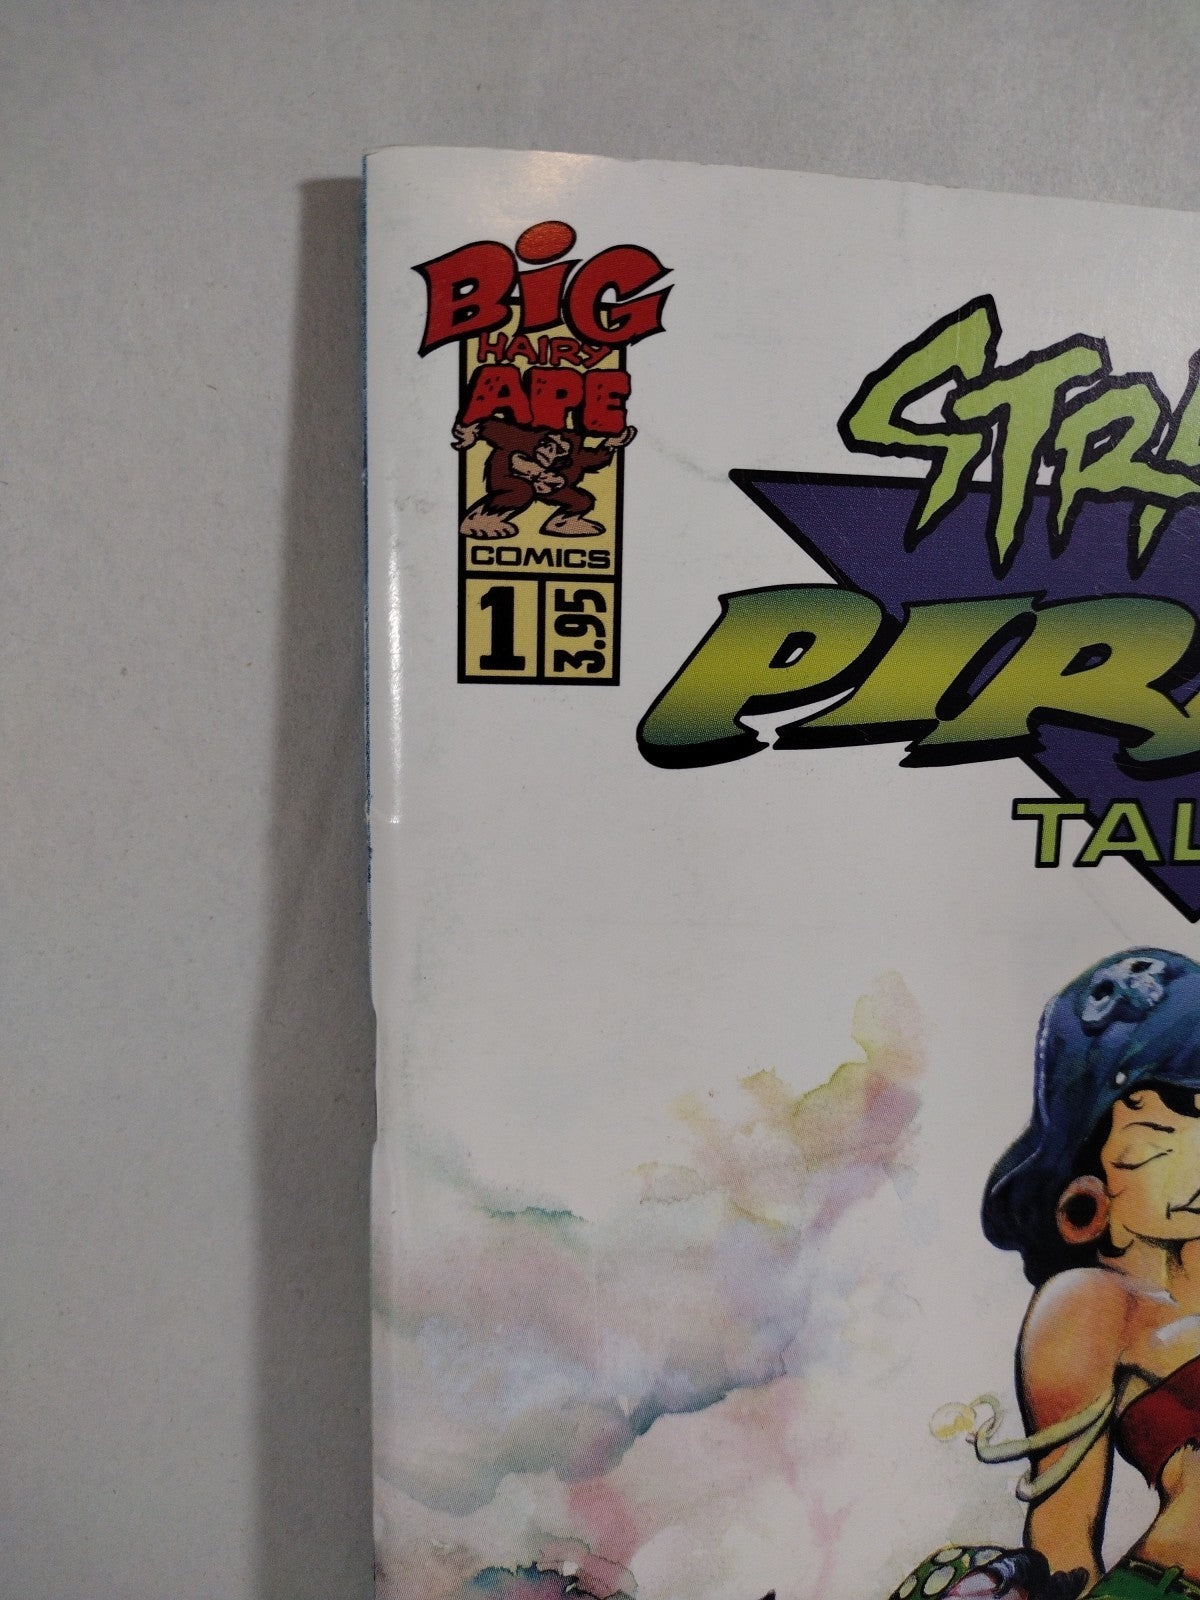 BiG
HAIRY
APE
COMICS
1
3.95
STR
PIR
TAL